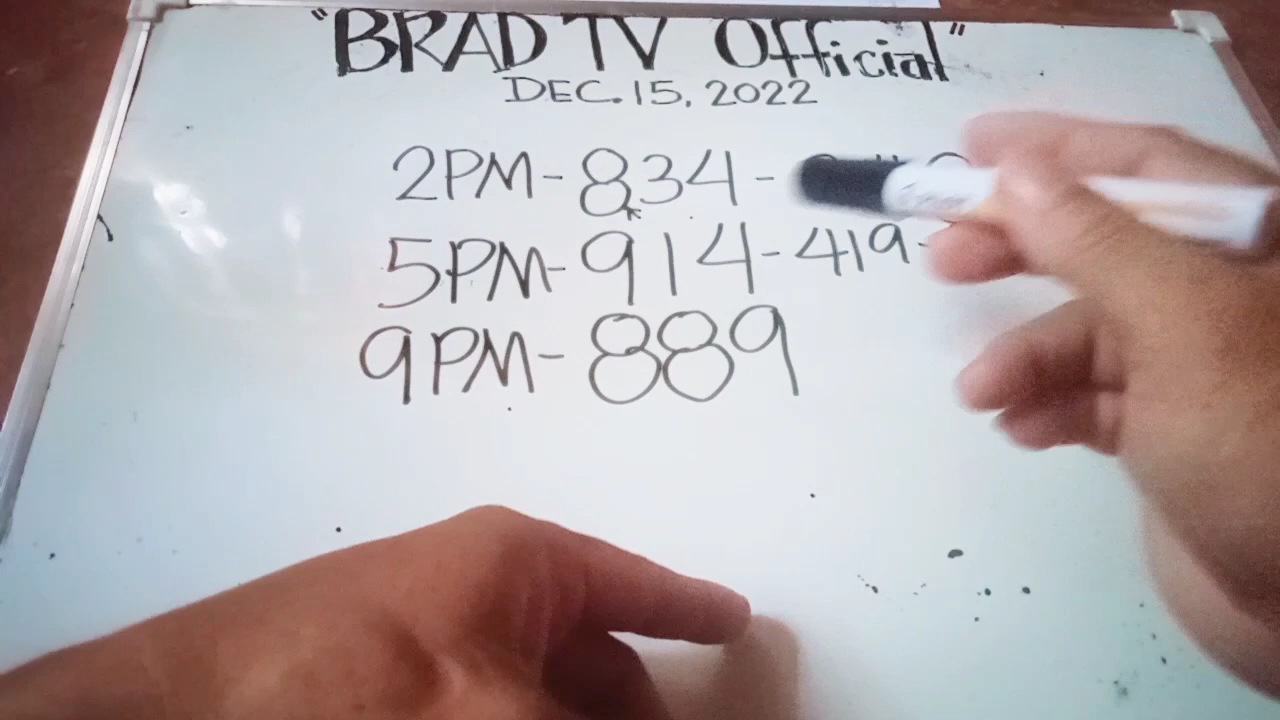 "BRAD TV Official"
DEC. 15, 2022
2PM - 834 -
5PM - 914 - 419 -
9PM - 889